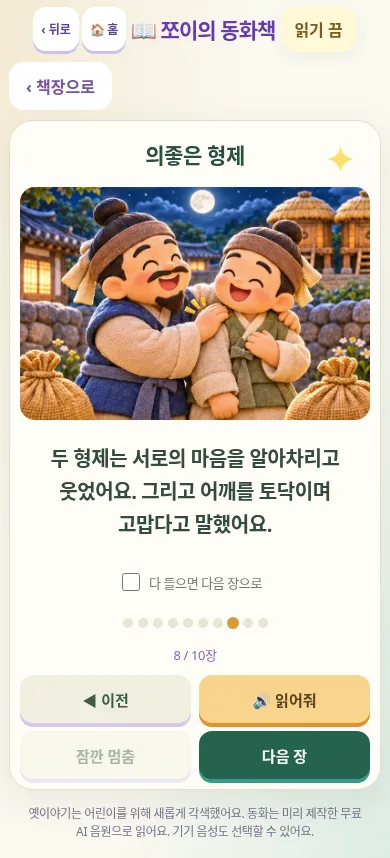 ‹ 뒤로 🏠 홈 📖 쪼이의 동화책 읽기 끔
‹ 책장으로
의좋은 형제
두 형제는 서로의 마음을 알아차리고
웃었어요. 그리고 어깨를 토닥이며
고맙다고 말했어요.
다 들으면 다음 장으로
8 / 10장
◀ 이전 🔊 읽어줘
잠깐 멈춤 다음 장
옛이야기는 어린이를 위해 새롭게 각색했어요. 동화는 미리 제작한 무료
AI 음원으로 읽어요. 기기 음성도 선택할 수 있어요.